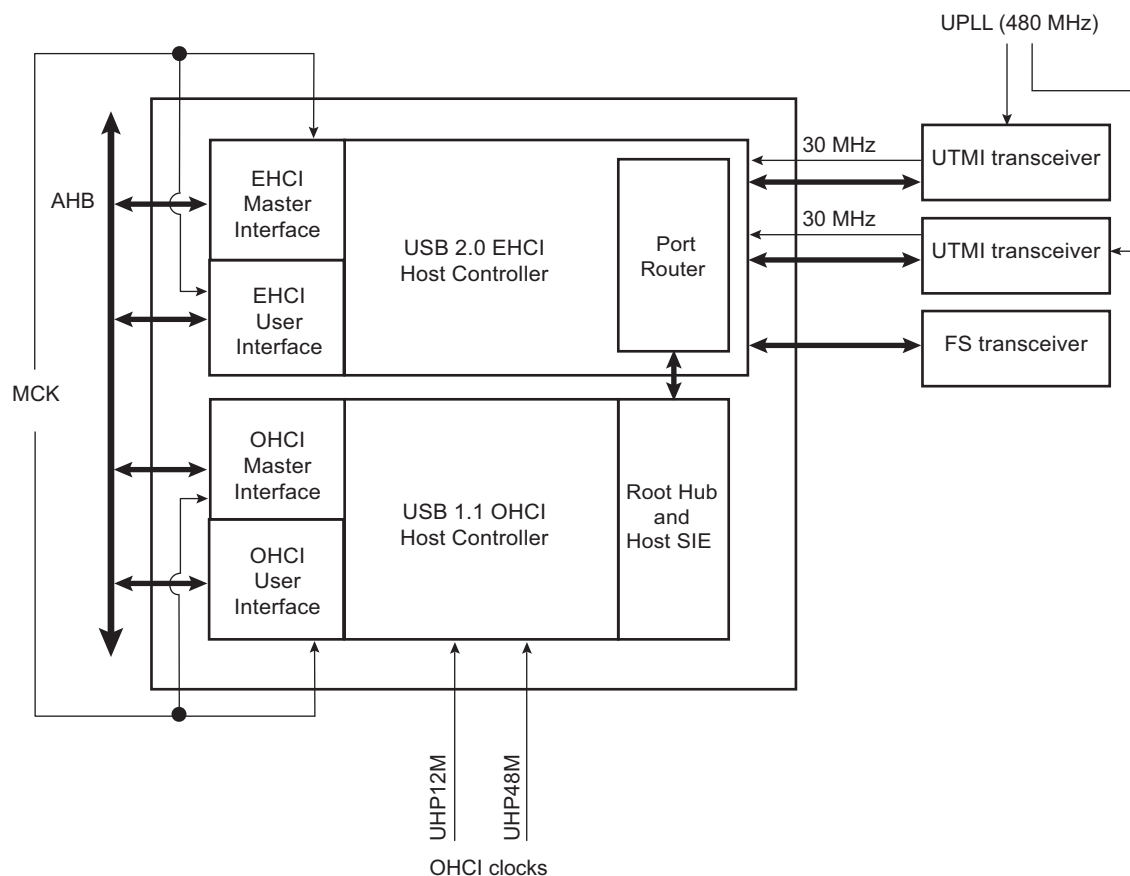 UPLL (480 MHz)
30 MHz
UTMI transceiver
EHCI
Master
Interface
AHB
USB 2.0 EHCI
Host Controller
Port
Router
30 MHz
UTMI transceiver
EHCI
User
Interface
FS transceiver
MCK
OHCI
Master
Interface
USB 1.1 OHCI
Host Controller
Root Hub
and
Host SIE
OHCI
User
Interface
UHP12M
UHP48M
OHCI clocks